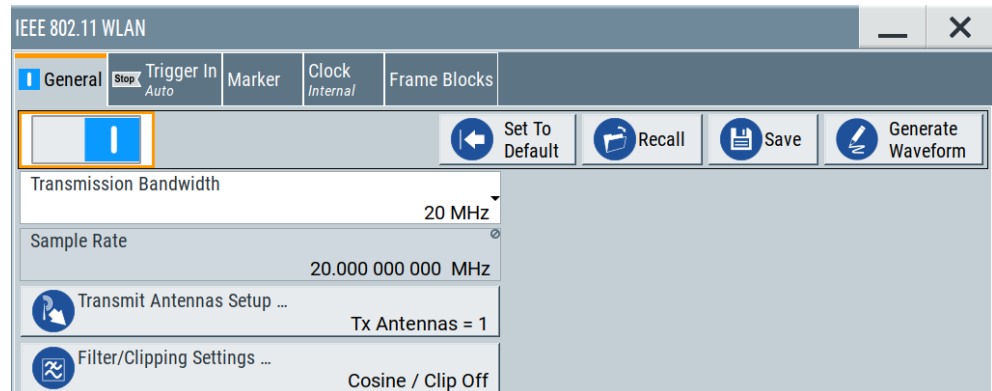 IEEE 802.11 WLAN
General
Stop
Trigger In
Auto
Marker
Clock
Internal
Frame Blocks
Set To
Default
Recall
Save
Generate
Waveform
Transmission Bandwidth
20 MHz
Sample Rate
20.000 000 000 MHz
Transmit Antennas Setup ...
Tx Antennas = 1
Filter/Clipping Settings ...
Cosine / Clip Off